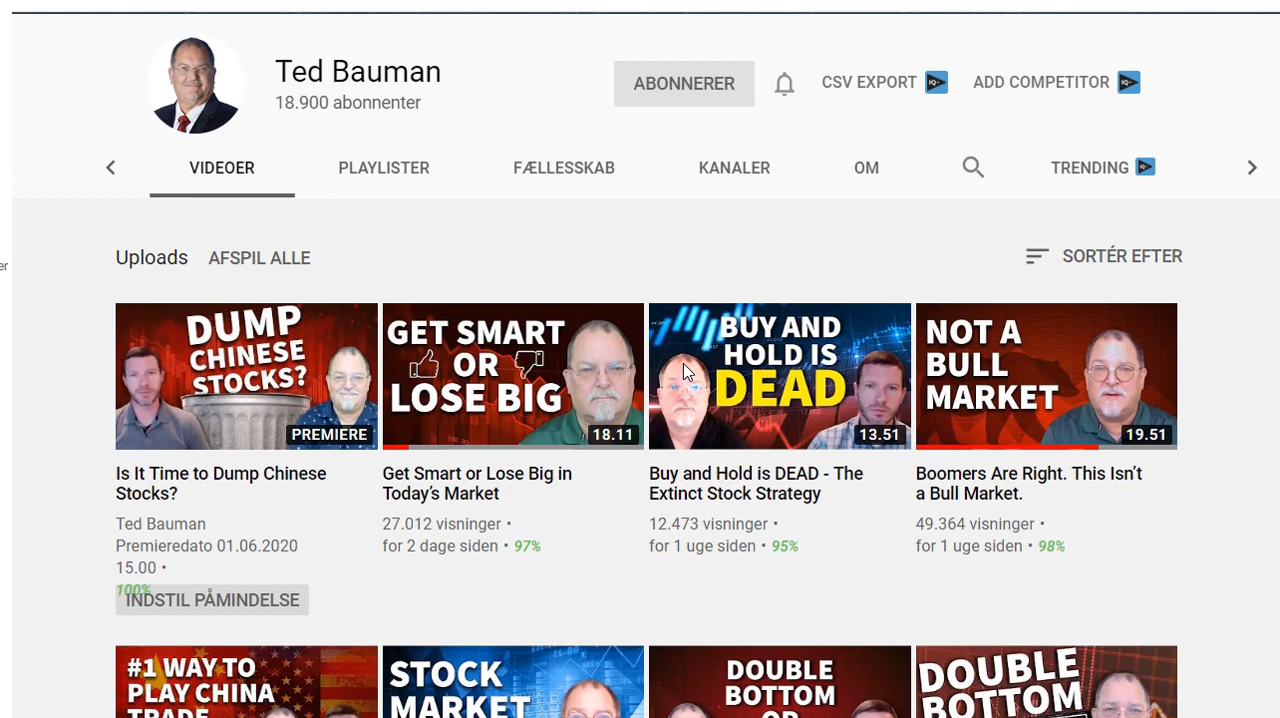 Ted Bauman
18.900 abonnenter
ABONNERER
CSV EXPORT
ADD COMPETITOR
VIDEOER
PLAYLISTER
FÆLLESSKAB
KANALER
OM
TRENDING
er
Uploads
AFSPIL ALLE
SORTÉR EFTER
DUMP
CHINESE
STOCKS?
PREMIERE
GET SMART
OR
LOSE BIG
18.11
BUY AND
HOLD IS
DEAD
13.51
NOT A
BULL
MARKET
19.51
Is It Time to Dump Chinese
Stocks?
Ted Bauman
Premieredato 01.06.2020
15.00 •
100%
INDSTIL PÅMINDELSE
Get Smart or Lose Big in
Today’s Market
27.012 visninger •
for 2 dage siden • 97%
Buy and Hold is DEAD - The
Extinct Stock Strategy
12.473 visninger •
for 1 uge siden • 95%
Boomers Are Right. This Isn’t
a Bull Market.
49.364 visninger •
for 1 uge siden • 98%
#1 WAY TO
PLAY CHINA
TRADE
STOCK
MARKET
DOUBLE
BOTTOM
OR
DOUBLE
BOTTOM